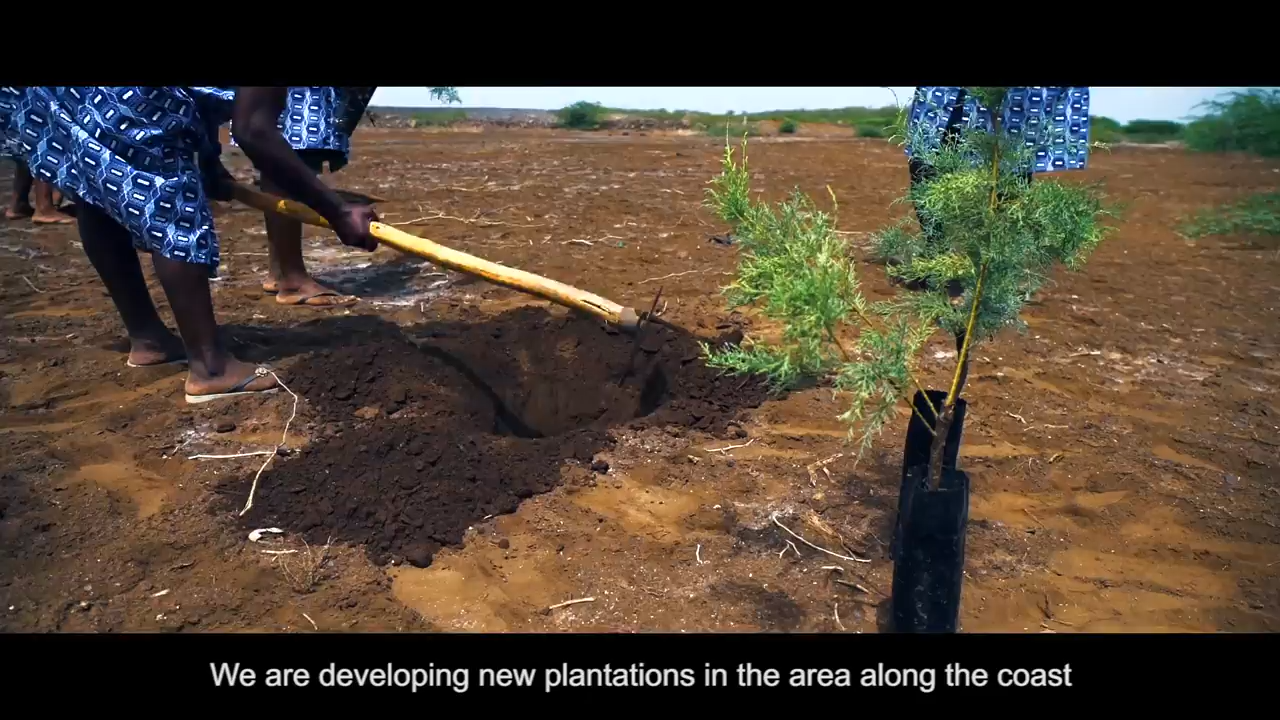 We are developing new plantations in the area along the coast